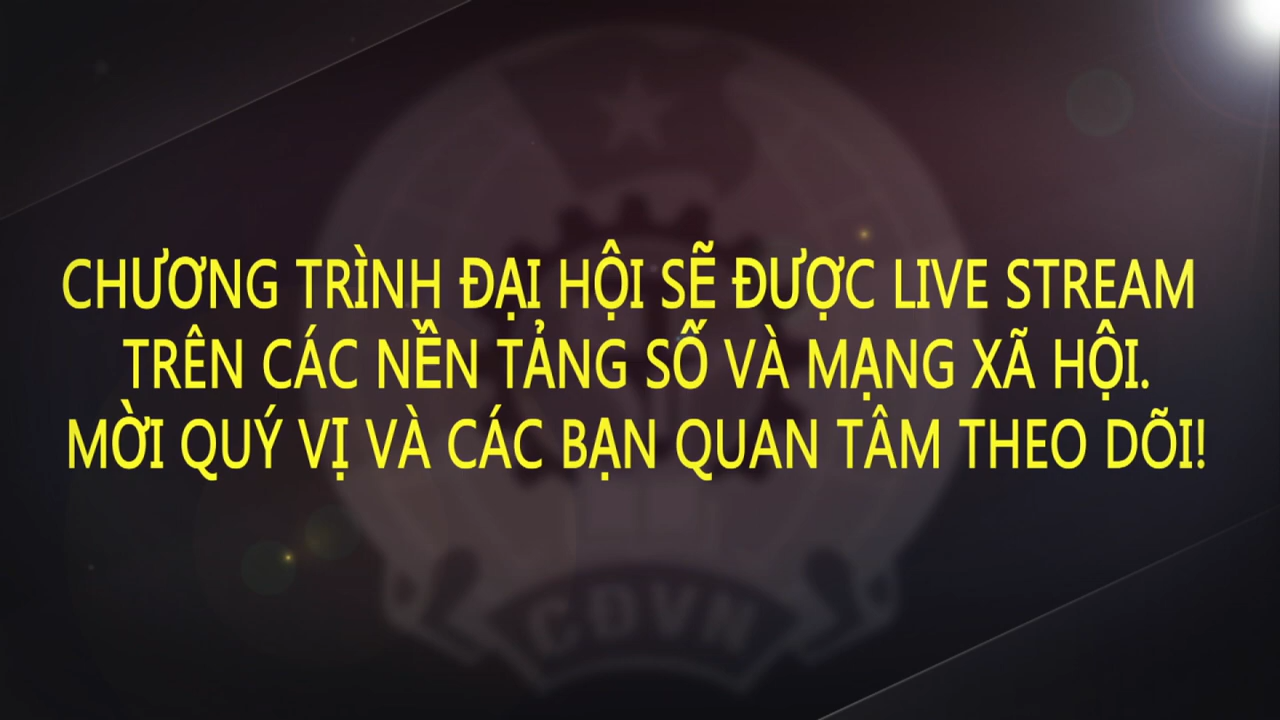 CHƯƠNG TRÌNH ĐẠI HỘI SẼ ĐƯỢC LIVE STREAM
TRÊN CÁC NỀN TẢNG SỐ VÀ MẠNG XÃ HỘI.
MỜI QUÝ VỊ VÀ CÁC BẠN QUAN TÂM THEO DÕI!
CĐVN